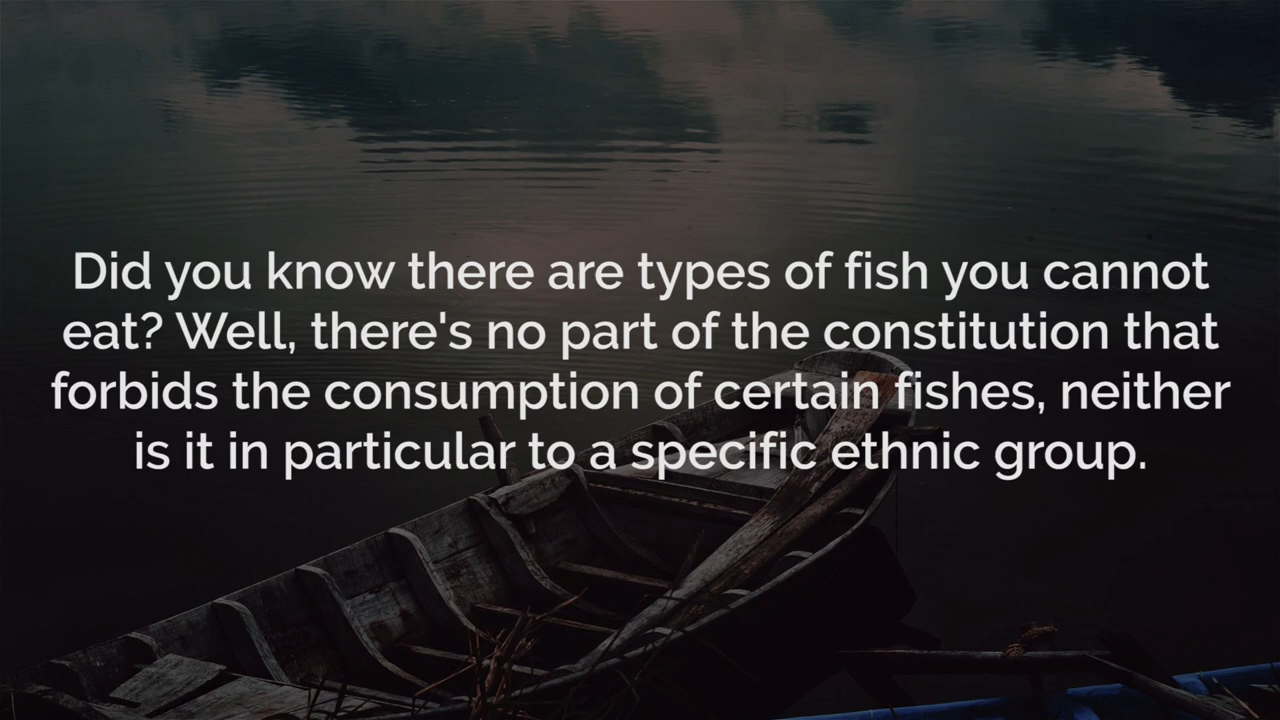 Did you know there are types of fish you cannot
eat? Well, there's no part of the constitution that
forbids the consumption of certain fishes, neither
is it in particular to a specific ethnic group.